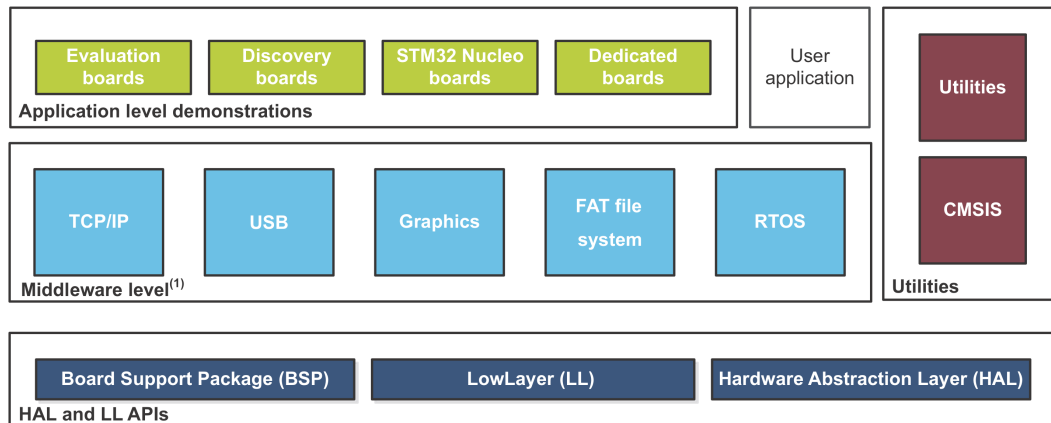 Evaluation
boards
Discovery
boards
STM32 Nucleo
boards
Dedicated
boards
Application level demonstrations
User
application
Utilities
CMSIS
Utilities
TCP/IP
USB
Graphics
FAT file
system
RTOS
Middleware level(1)
Board Support Package (BSP)
LowLayer (LL)
Hardware Abstraction Layer (HAL)
HAL and LL APIs